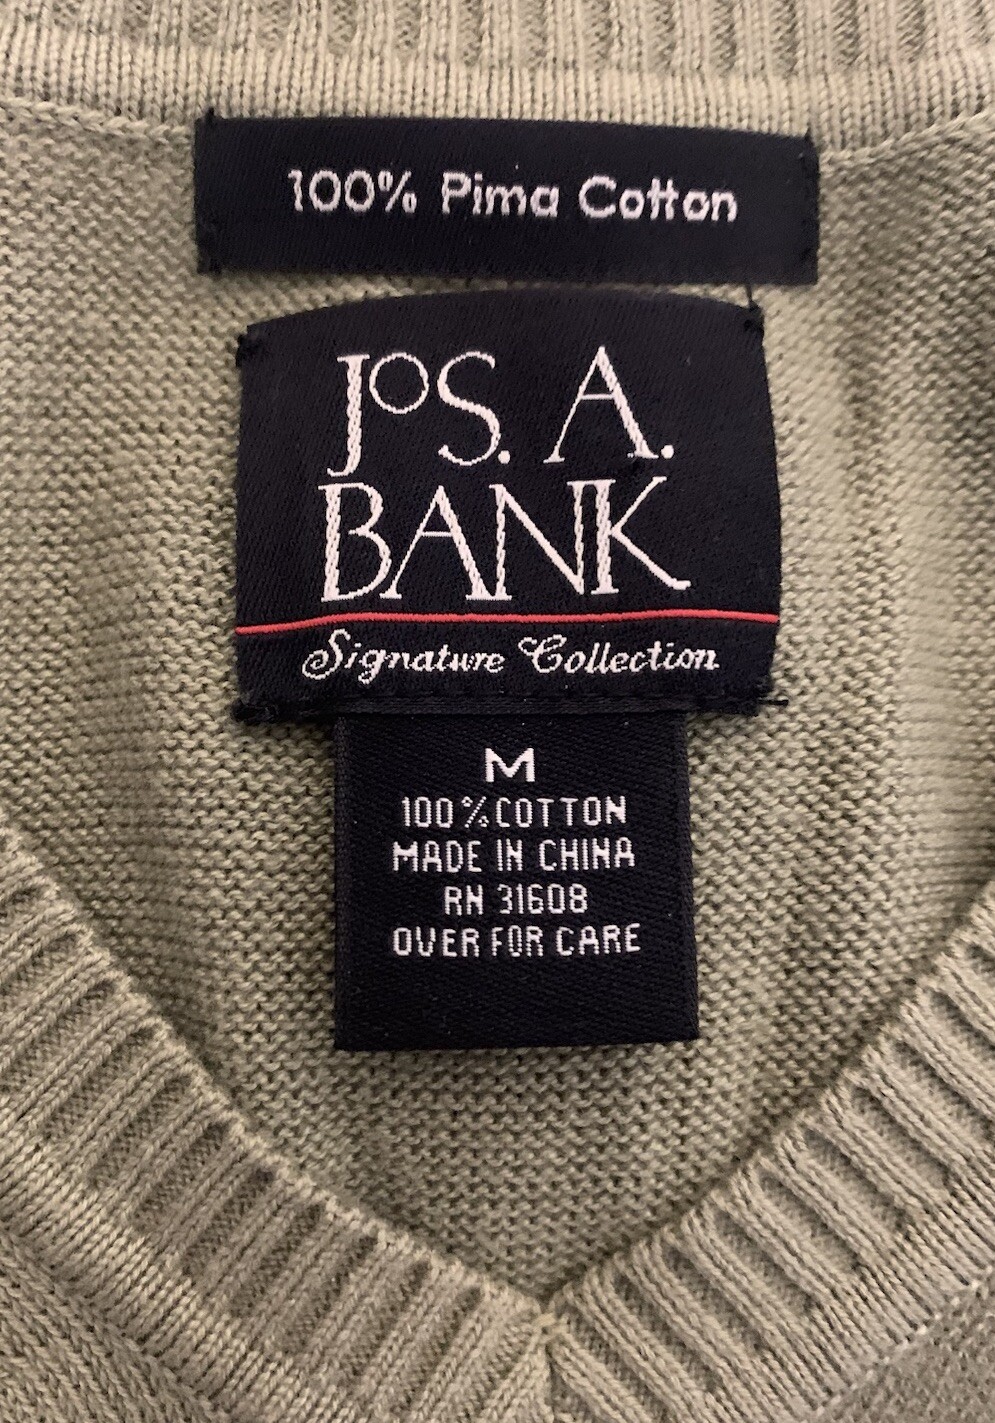 100% Pima Cotton
JoS. A.
BANK
Signature Collection
M
100% COTTON
MADE IN CHINA
RN 31608
OVER FOR CARE